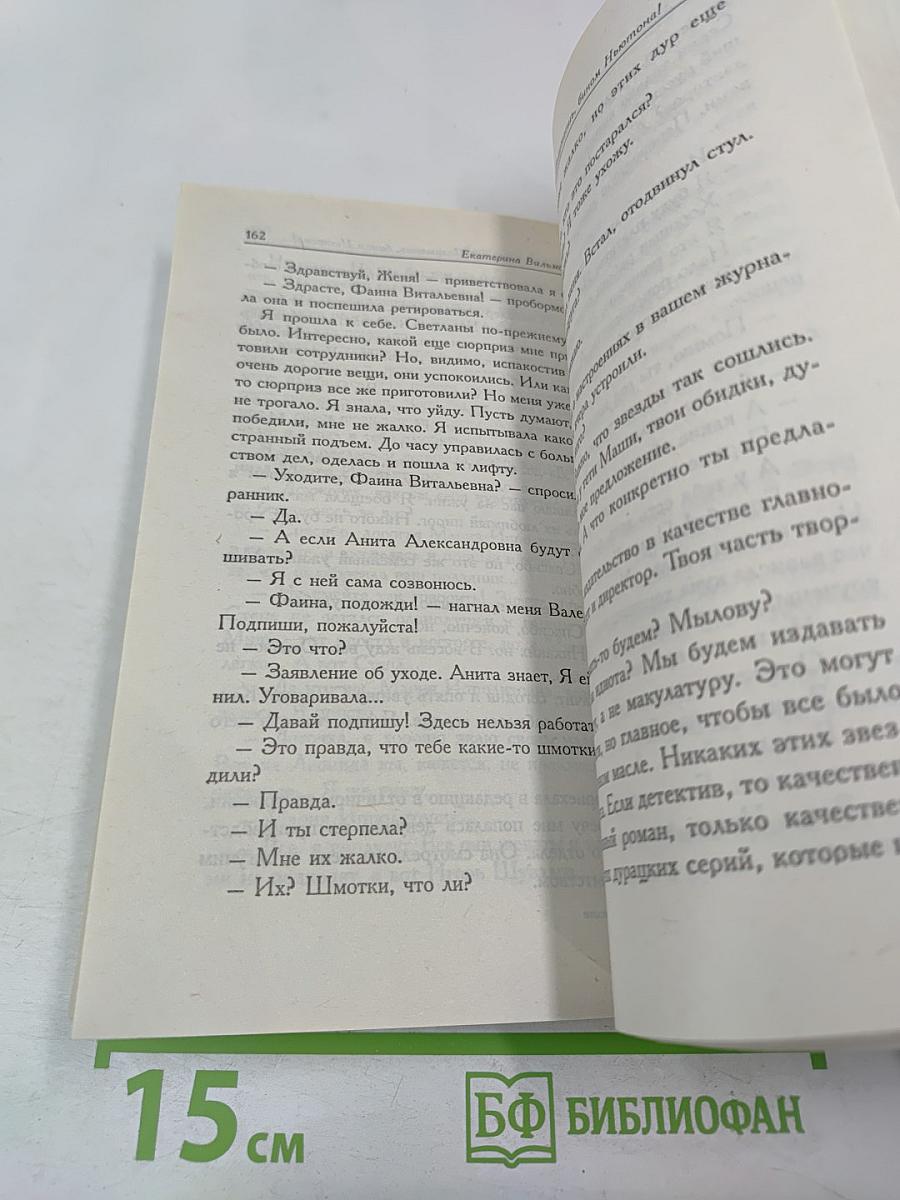 162
Екатерина Вильм
— Здравствуй, Женя! — приветствовала я
— Здрасте, Фаина Витальевна! — проборм
ла она и поспешила ретироваться.
Я прошла к себе. Светланы по-прежнему
было. Интересно, какой еще сюрприз мне при
товили сотрудники? Но, видимо, испакостив
очень дорогие вещи, они успокоились. Или ка
то сюрприз все же приготовили? Но меня уже
не трогало. Я знала, что уйду. Пусть думают,
победили, мне не жалко. Я испытывала како
странный подъем. До часу управилась с боль
ством дел, оделась и пошла к лифту.
— Уходите, Фаина Витальевна? — спроси
ранник.
— Да.
— А если Анита Александровна будут
шивать?
— Я с ней сама созвонюсь.
— Фаина, подожди! — нагнал меня Вале
Подпиши, пожалуйста!
— Это что?
— Заявление об уходе. Анита знает, Я е
нил. Уговаривала...
— Давай подпишу! Здесь нельзя работат
— Это правда, что тебе какие-то шмотки
дили?
— Правда.
— И ты стерпела?
— Мне их жалко.
— Их? Шмотки, что ли?
бином Ньютона!
жалко, но этих дур еще
это постарался?
Я тоже ухожу.
Встал, отодвинул стул.
настроениях в вашем журна-
устроили.
что звезды так сошлись.
тети Маши, твои обидки, ду-
предложение.
А что конкретно ты предла-
в качестве главно-
и директор. Твоя часть твор-
будем? Мылову?
Мы будем издавать
а не макулатуру. Это могут
но главное, чтобы все было
масле. Никаких этих звез-
Если детектив, то качествен
роман, только качестве
дурацких серий, которые
15 см
БФ БИБЛИОФАН